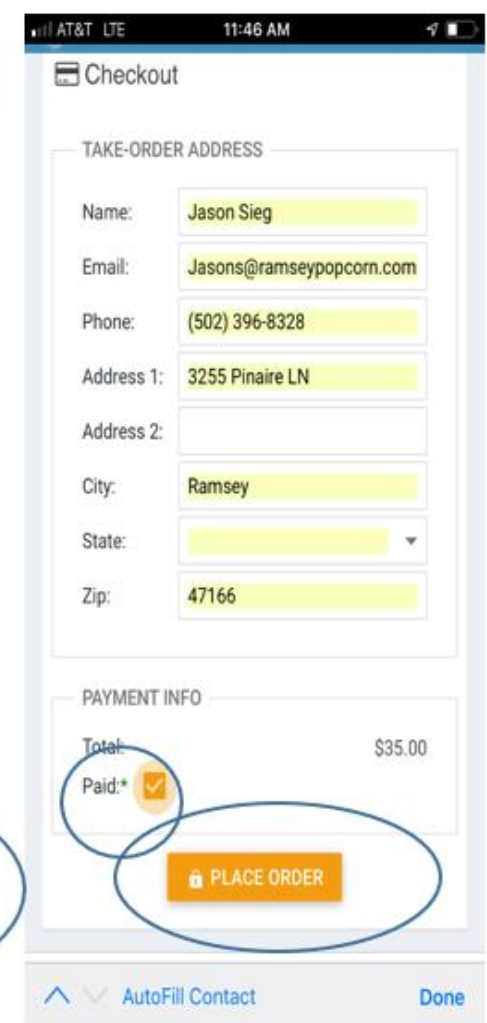 AT&T LTE 11:46 AM
Checkout
TAKE-ORDER ADDRESS
Name: Jason Sieg
Email: Jasons@ramseypopcorn.com
Phone: (502) 396-8328
Address 1: 3255 Pinaire LN
Address 2:
City: Ramsey
State:
Zip: 47166
PAYMENT INFO
Total: $35.00
Paid:*
PLACE ORDER
AutoFill Contact Done